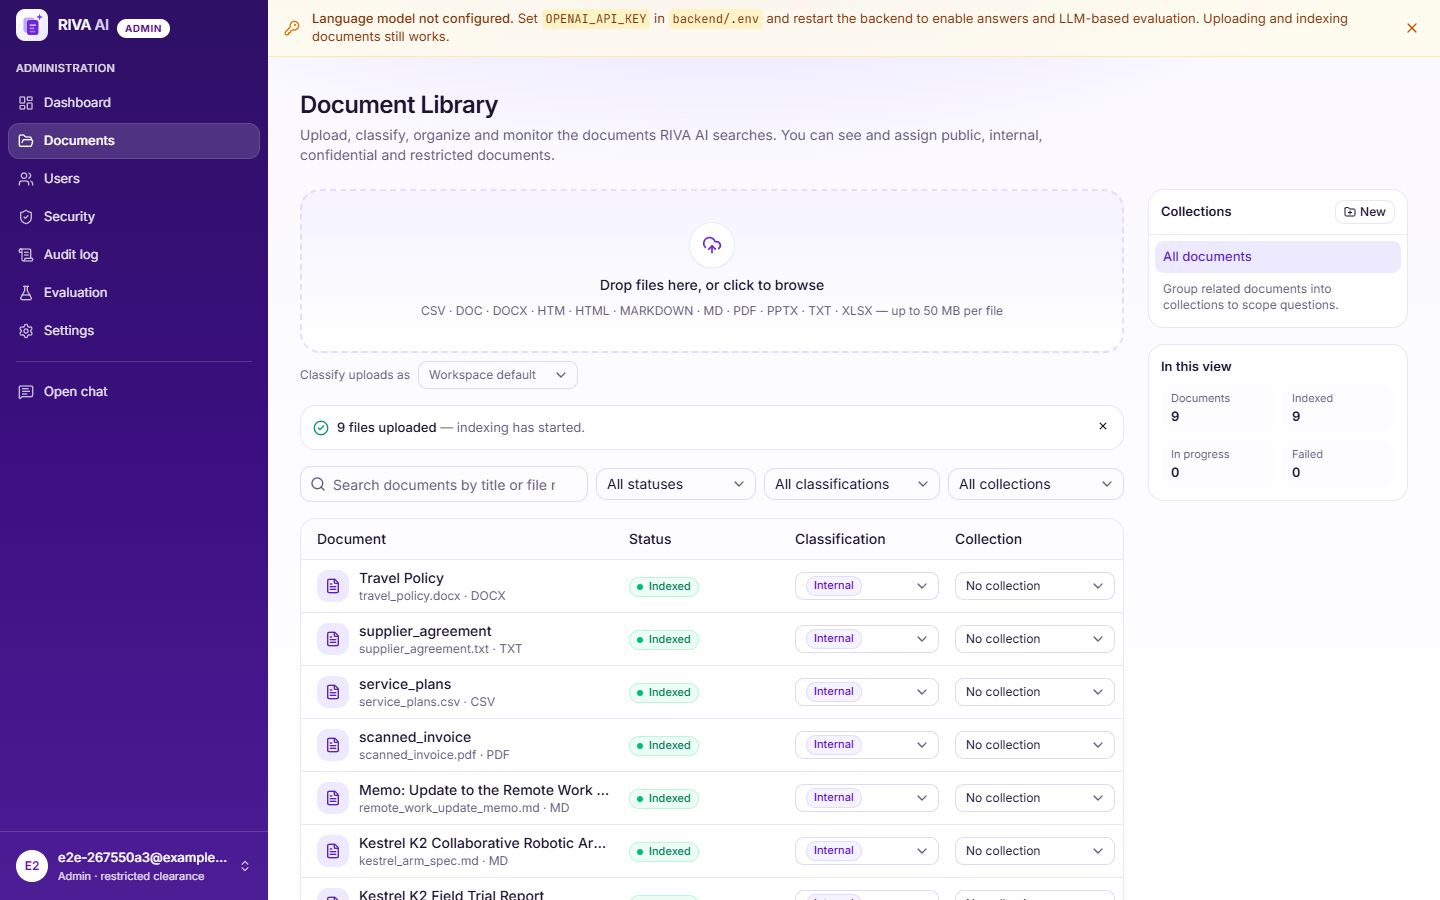 RIVA AI ADMIN
ADMINISTRATION
Dashboard
Documents
Users
Security
Audit log
Evaluation
Settings
Open chat
E2
e2e-267550a3@example...
Admin · restricted clearance
Language model not configured. Set OPENAI_API_KEY in backend/.env and restart the backend to enable answers and LLM-based evaluation. Uploading and indexing
documents still works.
Document Library
Upload, classify, organize and monitor the documents RIVA AI searches. You can see and assign public, internal,
confidential and restricted documents.
Drop files here, or click to browse
CSV · DOC · DOCX · HTM · HTML · MARKDOWN · MD · PDF · PPTX · TXT · XLSX — up to 50 MB per file
Classify uploads as Workspace default
9 files uploaded — indexing has started.
Search documents by title or file r
All statuses
All classifications
All collections
Document Status Classification Collection
Travel Policy
travel_policy.docx · DOCX
Indexed Internal No collection
supplier_agreement
supplier_agreement.txt · TXT
Indexed Internal No collection
service_plans
service_plans.csv · CSV
Indexed Internal No collection
scanned_invoice
scanned_invoice.pdf · PDF
Indexed Internal No collection
Memo: Update to the Remote Work ...
remote_work_update_memo.md · MD
Indexed Internal No collection
Kestrel K2 Collaborative Robotic Ar...
kestrel_arm_spec.md · MD
Indexed Internal No collection
Kestrel K2 Field Trial Report
Collections
New
All documents
Group related documents into
collections to scope questions.
In this view
Documents
9
Indexed
9
In progress
0
Failed
0